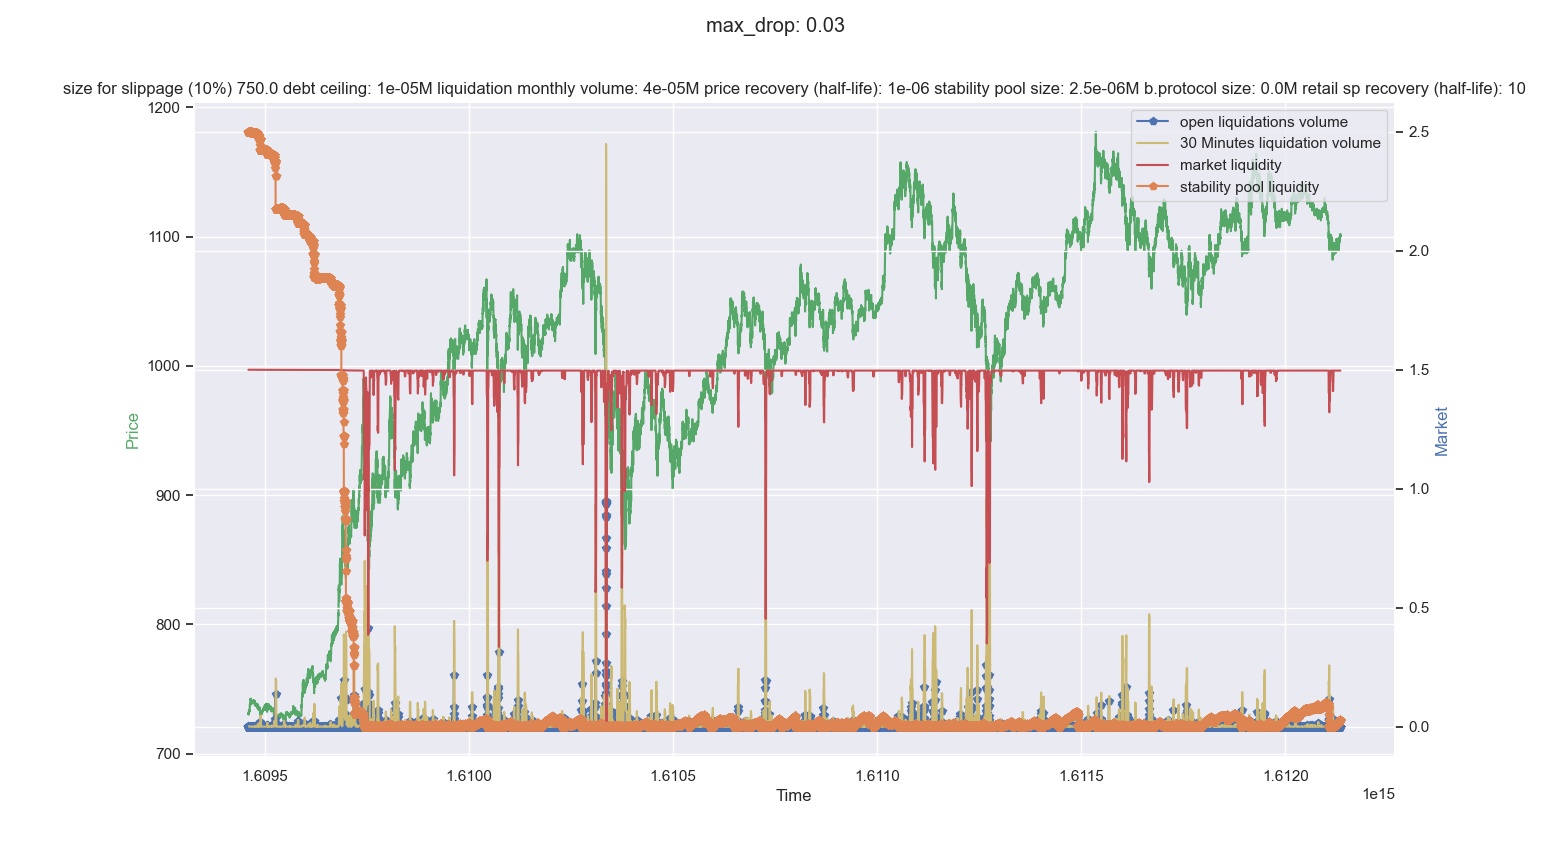 max_drop: 0.03
size for slippage (10%) 750.0 debt ceiling: 1e-05M liquidation monthly volume: 4e-05M price recovery (half-life): 1e-06 stability pool size: 2.5e-06M b.protocol size: 0.0M retail sp recovery (half-life): 10
open liquidations volume
30 Minutes liquidation volume
market liquidity
stability pool liquidity
1200
1100
1000
900
800
700
Price
2.5
2.0
1.5
1.0
0.5
0.0
Market
1.6095 1.6100 1.6105 1.6110 1.6115 1.6120
1e15
Time